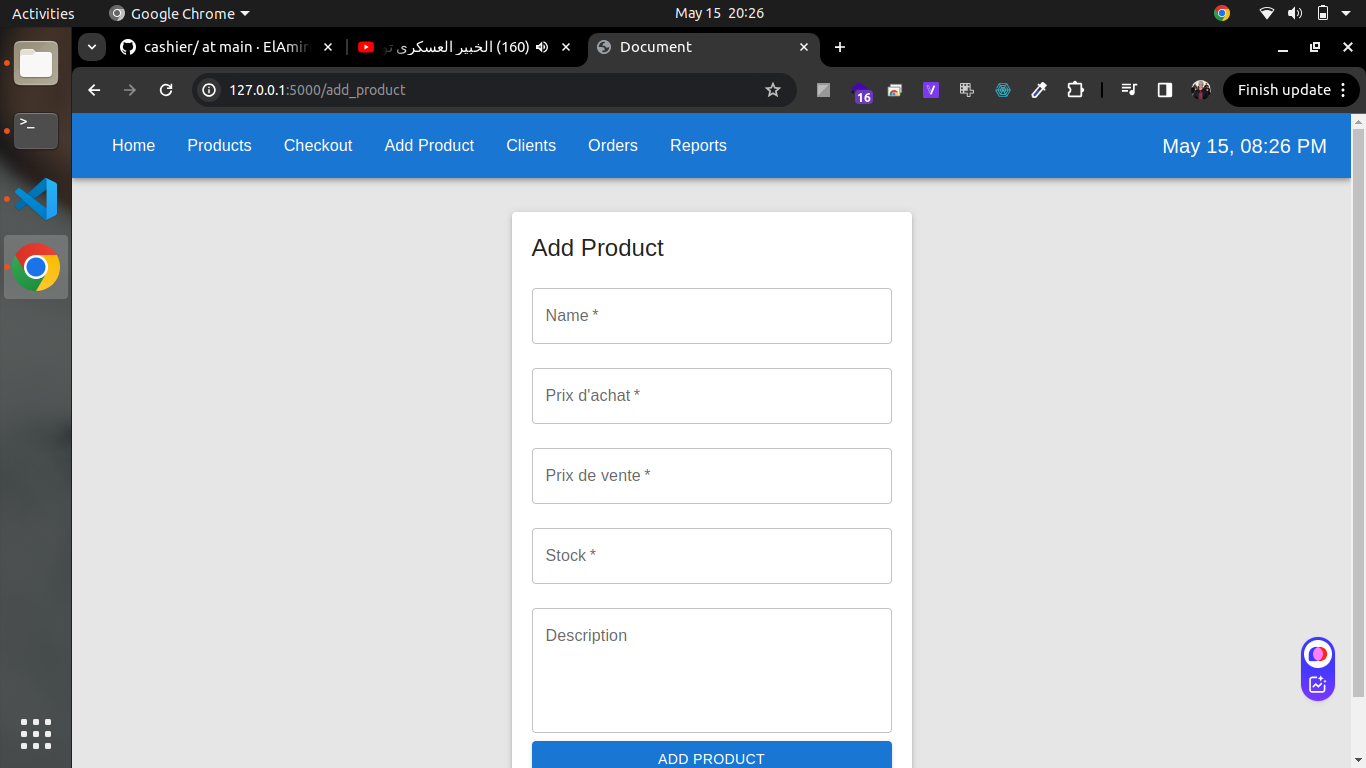 Activities
Google Chrome
May 15 20:26
cashier/ at main · ElAmir
(160) الخبير العسكرى تو
Document
127.0.0.1:5000/add_product
16
Finish update
Home
Products
Checkout
Add Product
Clients
Orders
Reports
May 15, 08:26 PM
Add Product
Name *
Prix d'achat *
Prix de vente *
Stock *
Description
ADD PRODUCT